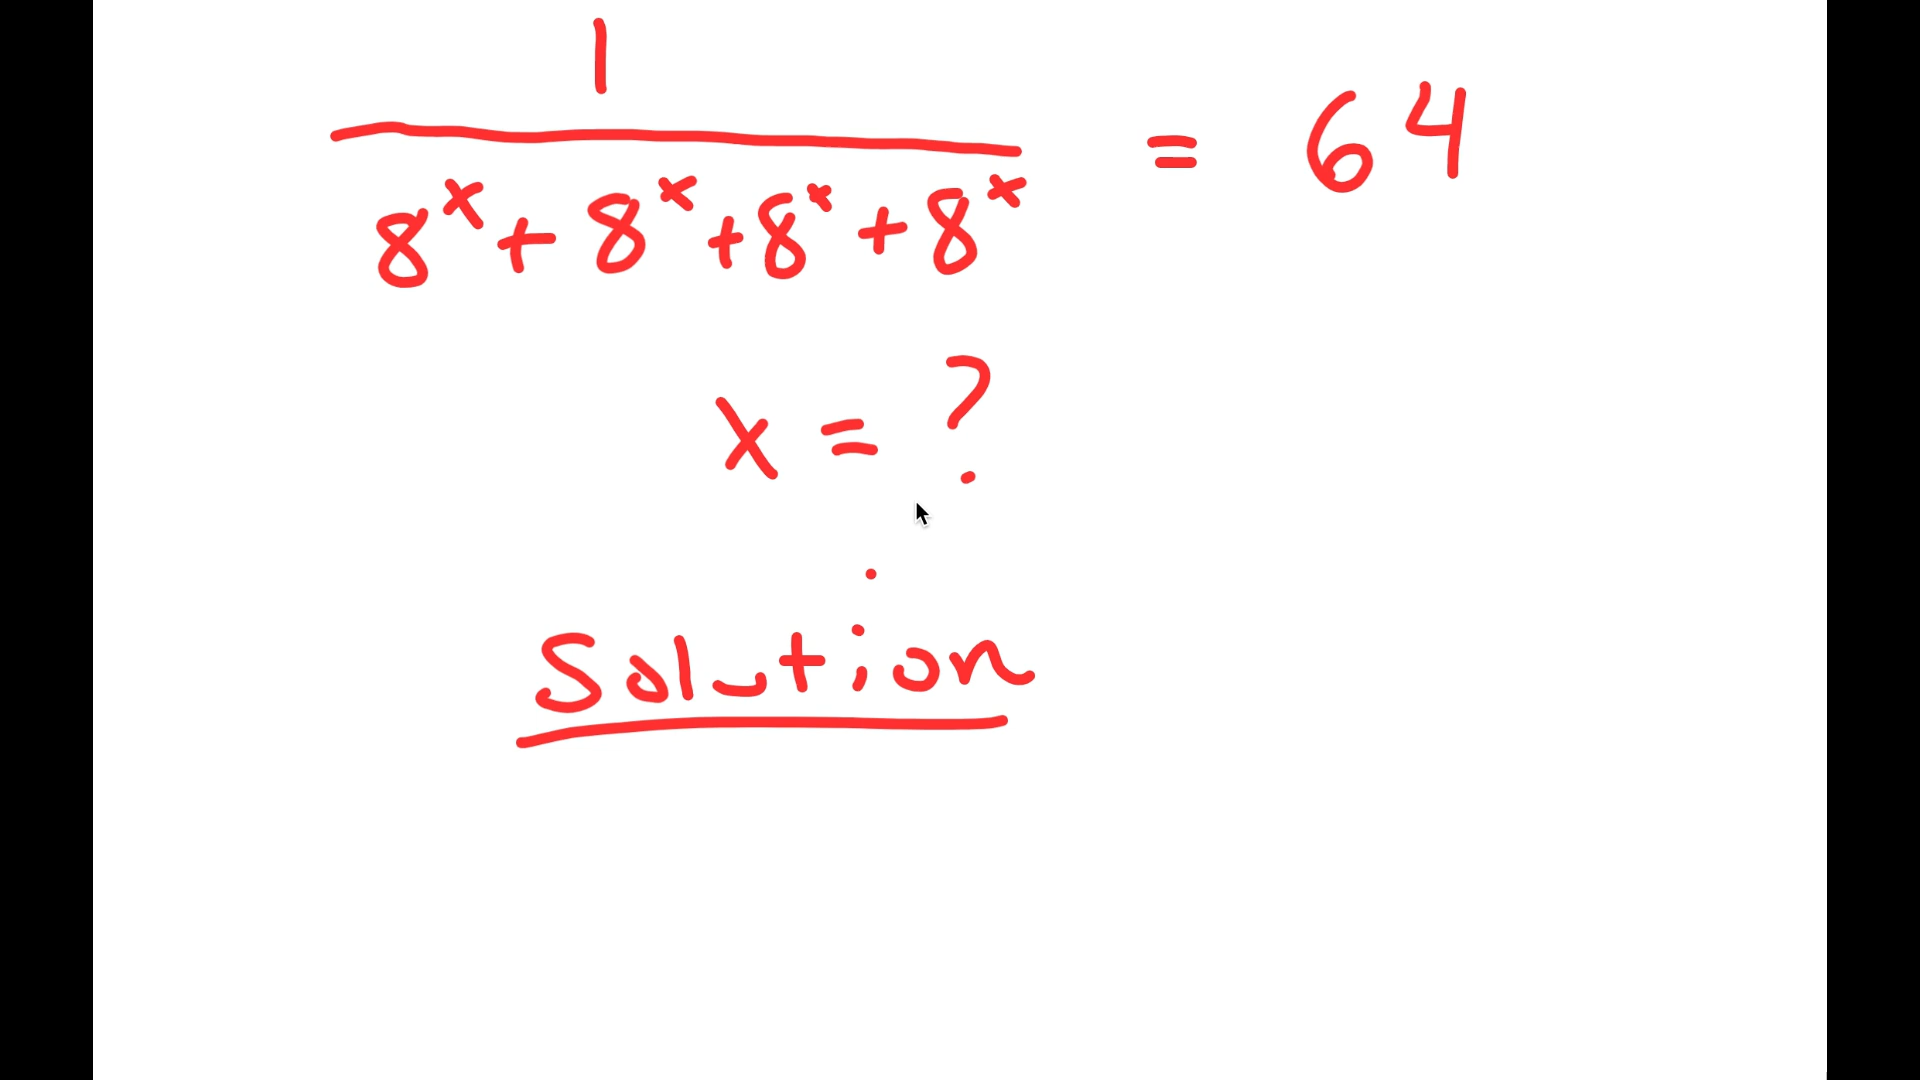 1
8^x + 8^x + 8^x + 8^x = 64
x = ?
Solution